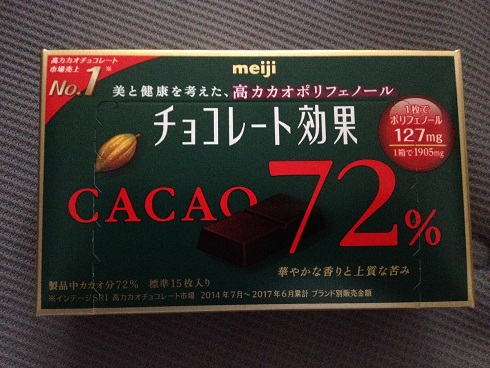 高カカオチョコレート
市場売上 ※
No.1
meiji
美と健康を考えた、高カカオポリフェノール
チョコレート効果
1枚で
ポリフェノール
127mg
1箱で1905mg
CACAO 72%
華やかな香りと上質な苦み
製品中カカオ分72% 標準15枚入り
※インテージSRI 高カカオチョコレート市場 2014年7月～2017年6月累計 ブランド別販売金額